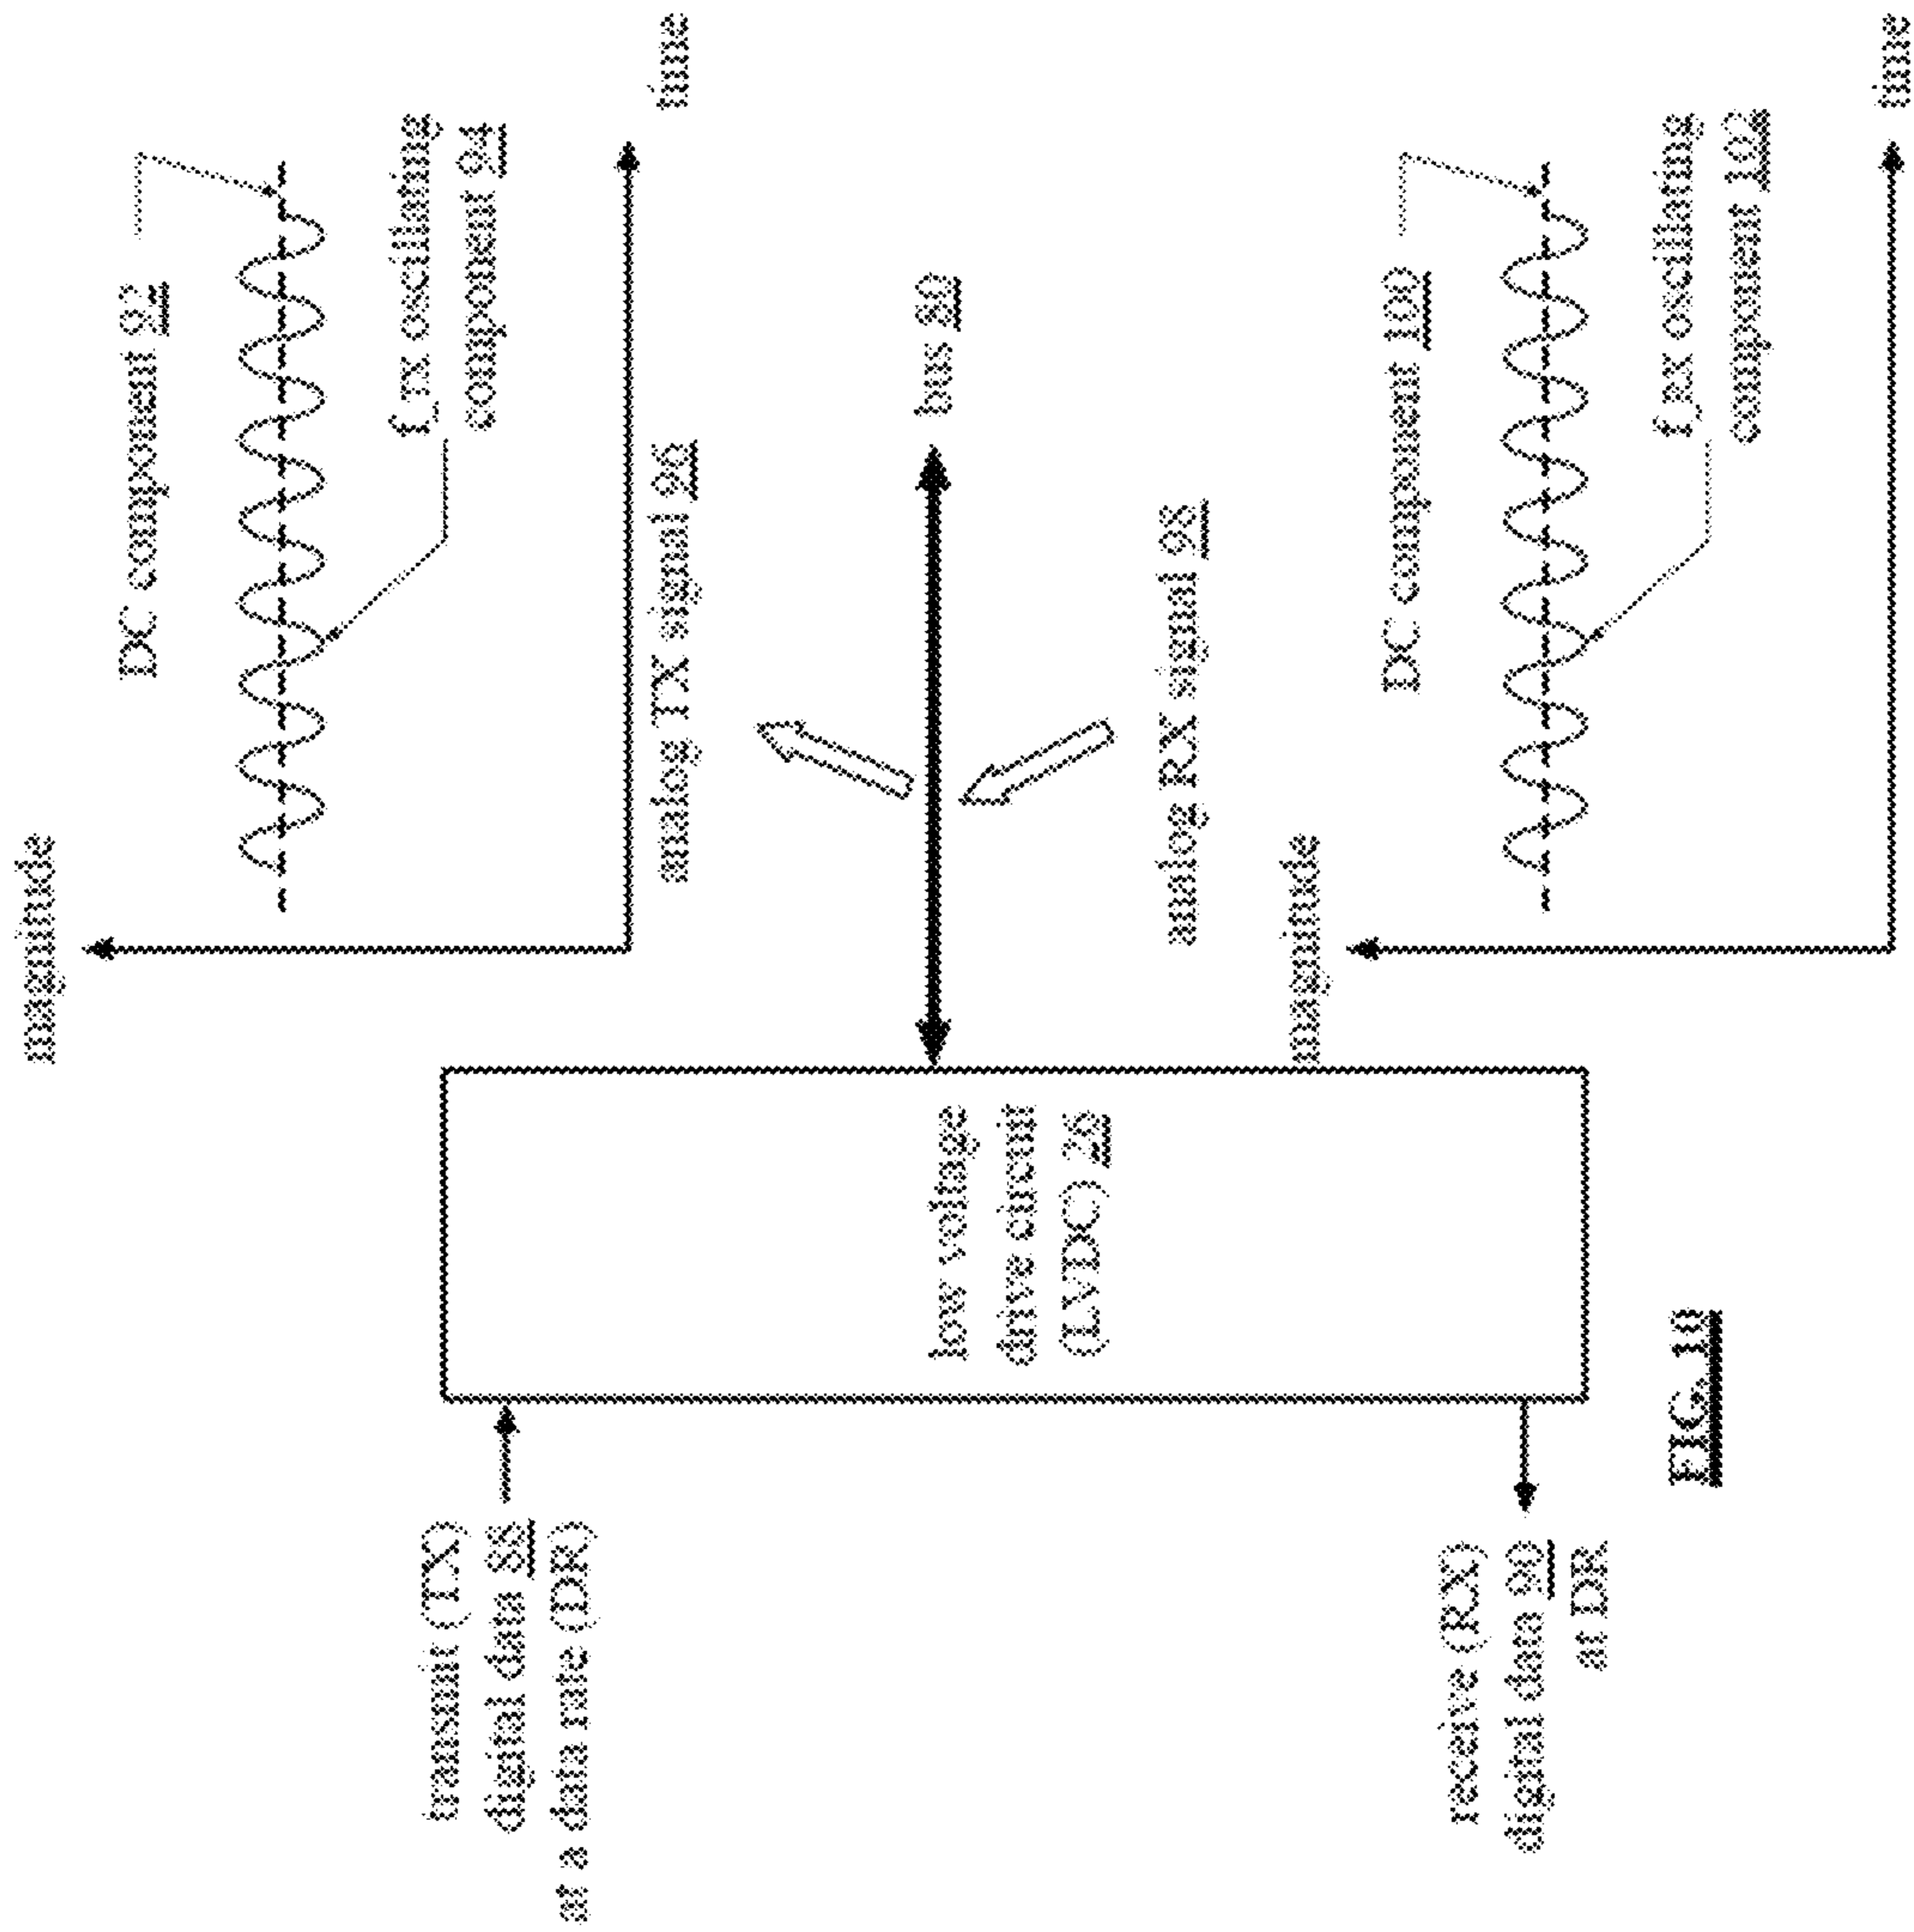 magnitude
DC component 92
f_TX oscillating
component 94
time
transmit (TX)
digital data 88
at a data rate (DR)
analog TX signal 96
bus 80
low voltage
drive circuit
(LVDC) 26
analog RX signal 98
magnitude
DC component 100
f_RX oscillating
component 102
time
receive (RX)
digital data 90
at DR
FIG. 10